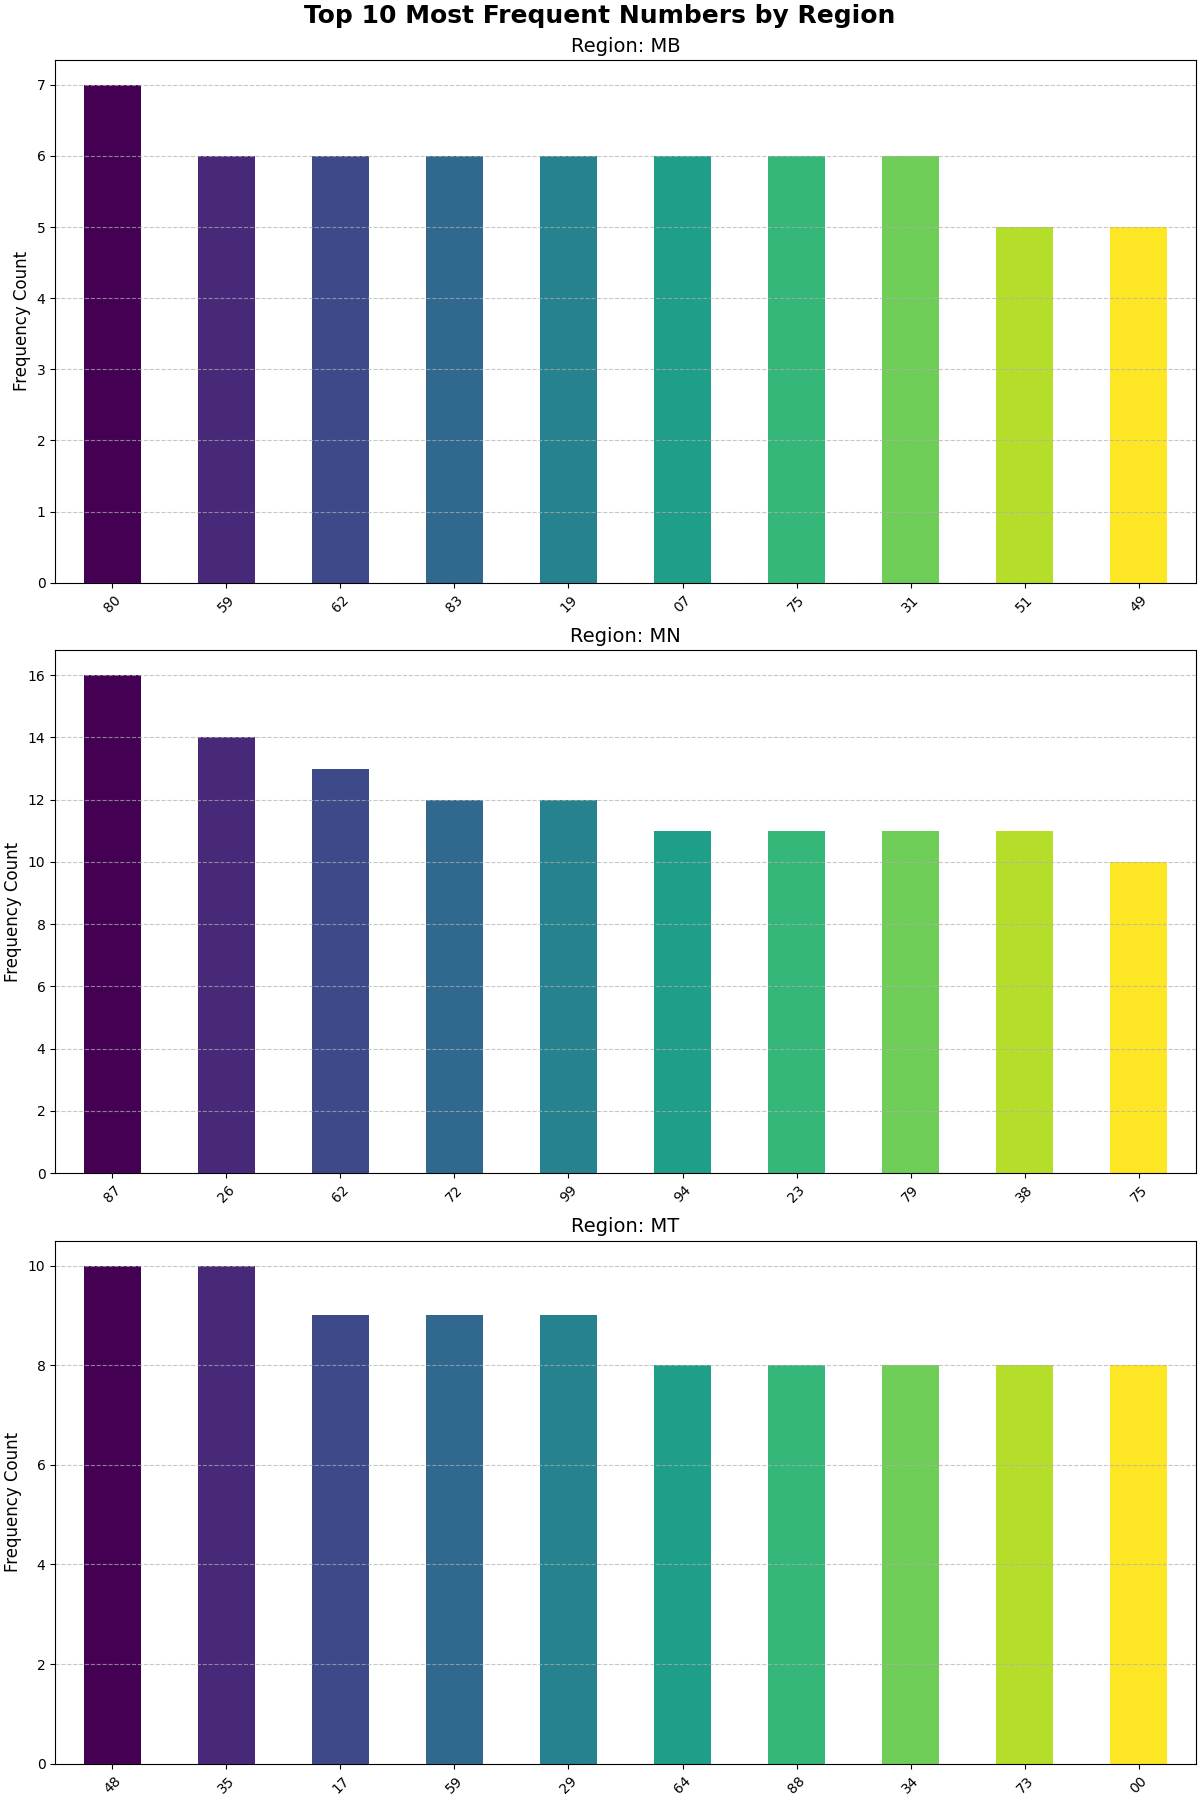 Top 10 Most Frequent Numbers by Region
Region: MB
Frequency Count
7
6
5
4
3
2
1
0
80 59 62 83 19 07 75 31 51 49
Region: MN
Frequency Count
16
14
12
10
8
6
4
2
0
87 26 62 72 99 94 23 79 38 75
Region: MT
Frequency Count
10
8
6
4
2
0
48 35 17 59 29 64 88 34 73 00